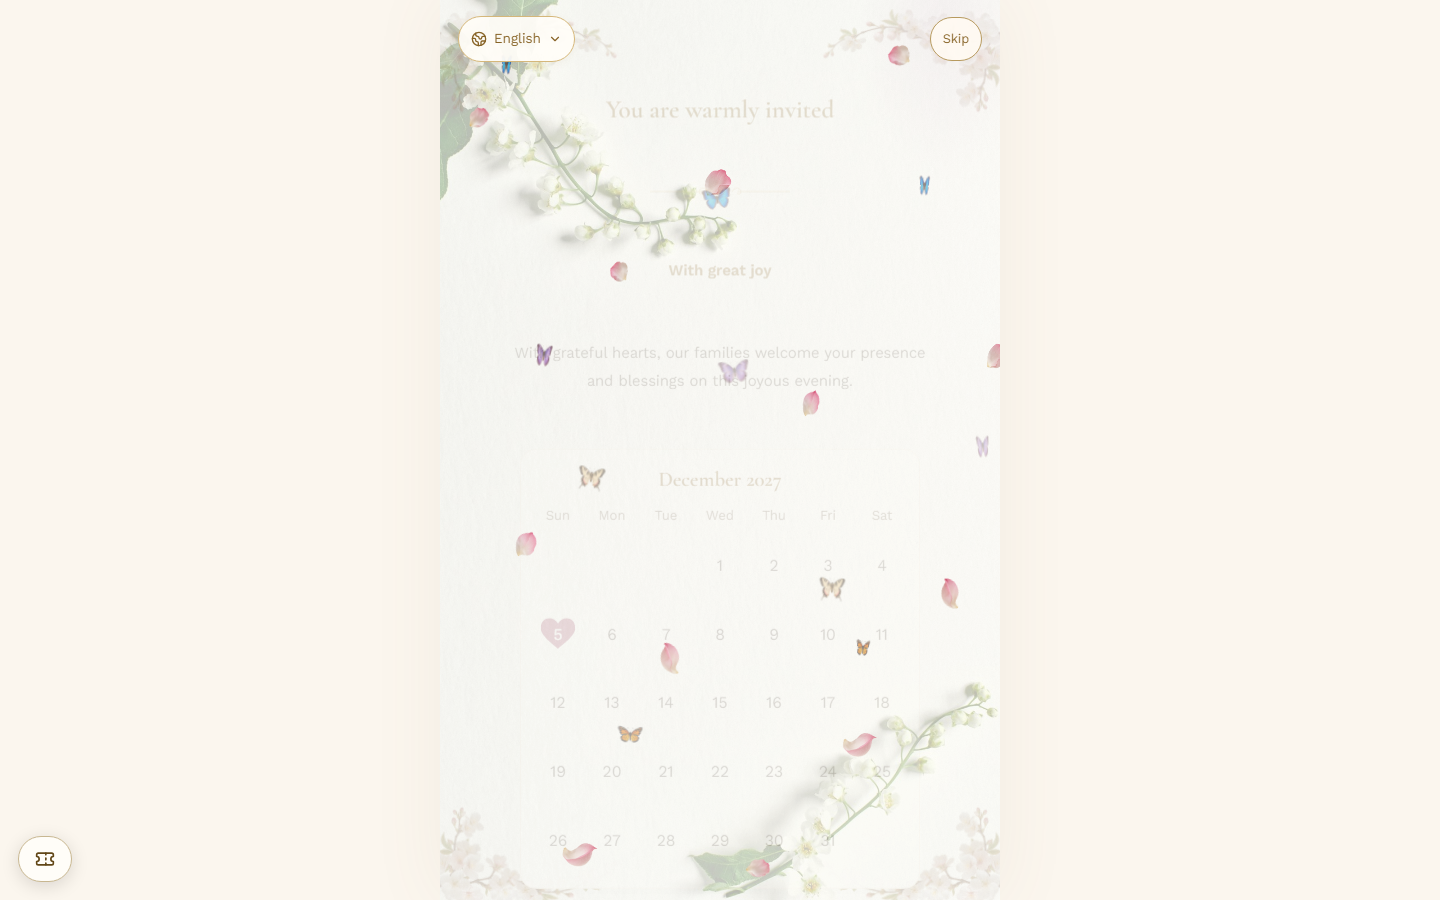 English
Skip
You are warmly invited
With great joy
With grateful hearts, our families welcome your presence
and blessings on this joyous evening.
December 2027
Sun Mon Tue Wed Thu Fri Sat
1 2 3 4
5 6 7 8 9 10 11
12 13 14 15 16 17 18
19 20 21 22 23 24 25
26 27 28 29 30 31